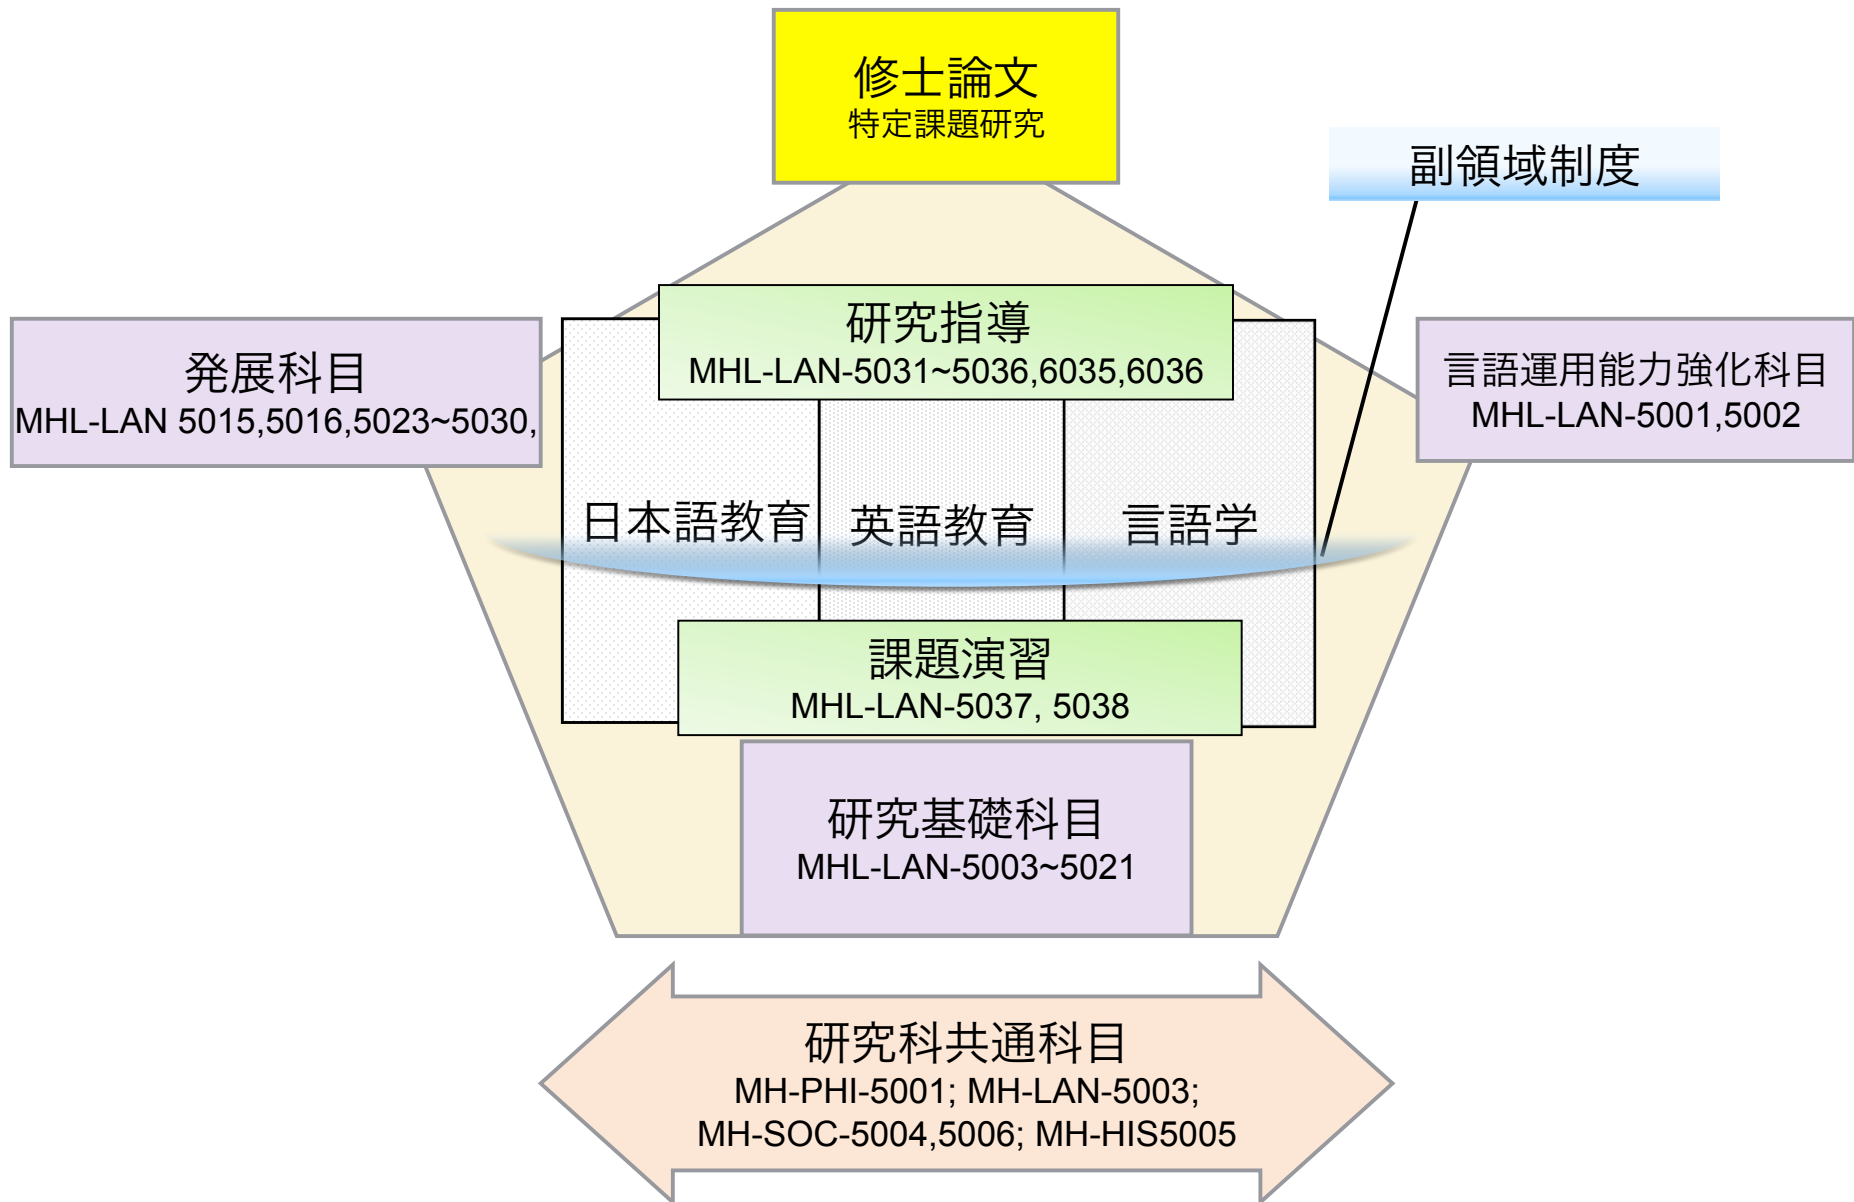 修士論文
特定課題研究
副領域制度
研究指導
MHL-LAN-5031~5036,6035,6036
発展科目
MHL-LAN 5015,5016,5023~5030,
言語運用能力強化科目
MHL-LAN-5001,5002
日本語教育
英語教育
言語学
課題演習
MHL-LAN-5037, 5038
研究基礎科目
MHL-LAN-5003~5021
研究科共通科目
MH-PHI-5001; MH-LAN-5003;
MH-SOC-5004,5006; MH-HIS5005